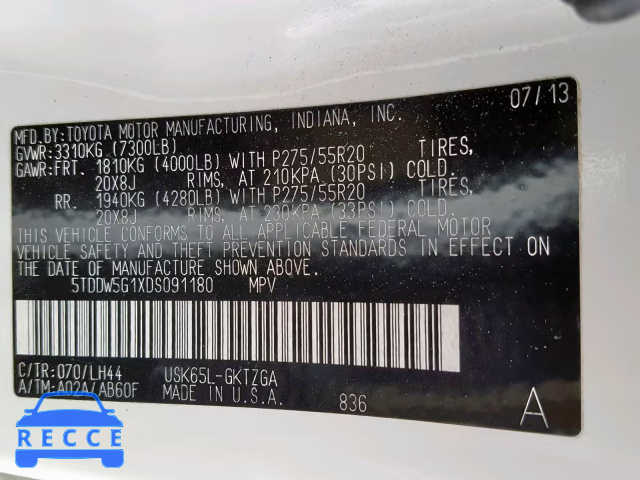 07/13
MFD.BY:TOYOTA MOTOR MANUFACTURING, INDIANA, INC.
GVWR:3310KG (7300LB)
GAWR:FRT. 1810KG (4000LB) WITH P275/55R20 TIRES,
20X8J RIMS, AT 210KPA (30PSI) COLD.
RR. 1940KG (4280LB) WITH P275/55R20 TIRES,
20X8J RIMS, AT 230KPA (33PSI) COLD.
THIS VEHICLE CONFORMS TO ALL APPLICABLE FEDERAL MOTOR
VEHICLE SAFETY AND THEFT PREVENTION STANDARDS IN EFFECT ON
THE DATE OF MANUFACTURE SHOWN ABOVE.
5TDDW5G1XDS091180 MPV
C/TR:070/LH44 USK65L-GKTZGA
A/TM:A02A/AB60F MADE IN U.S.A. 836 A
RECCE